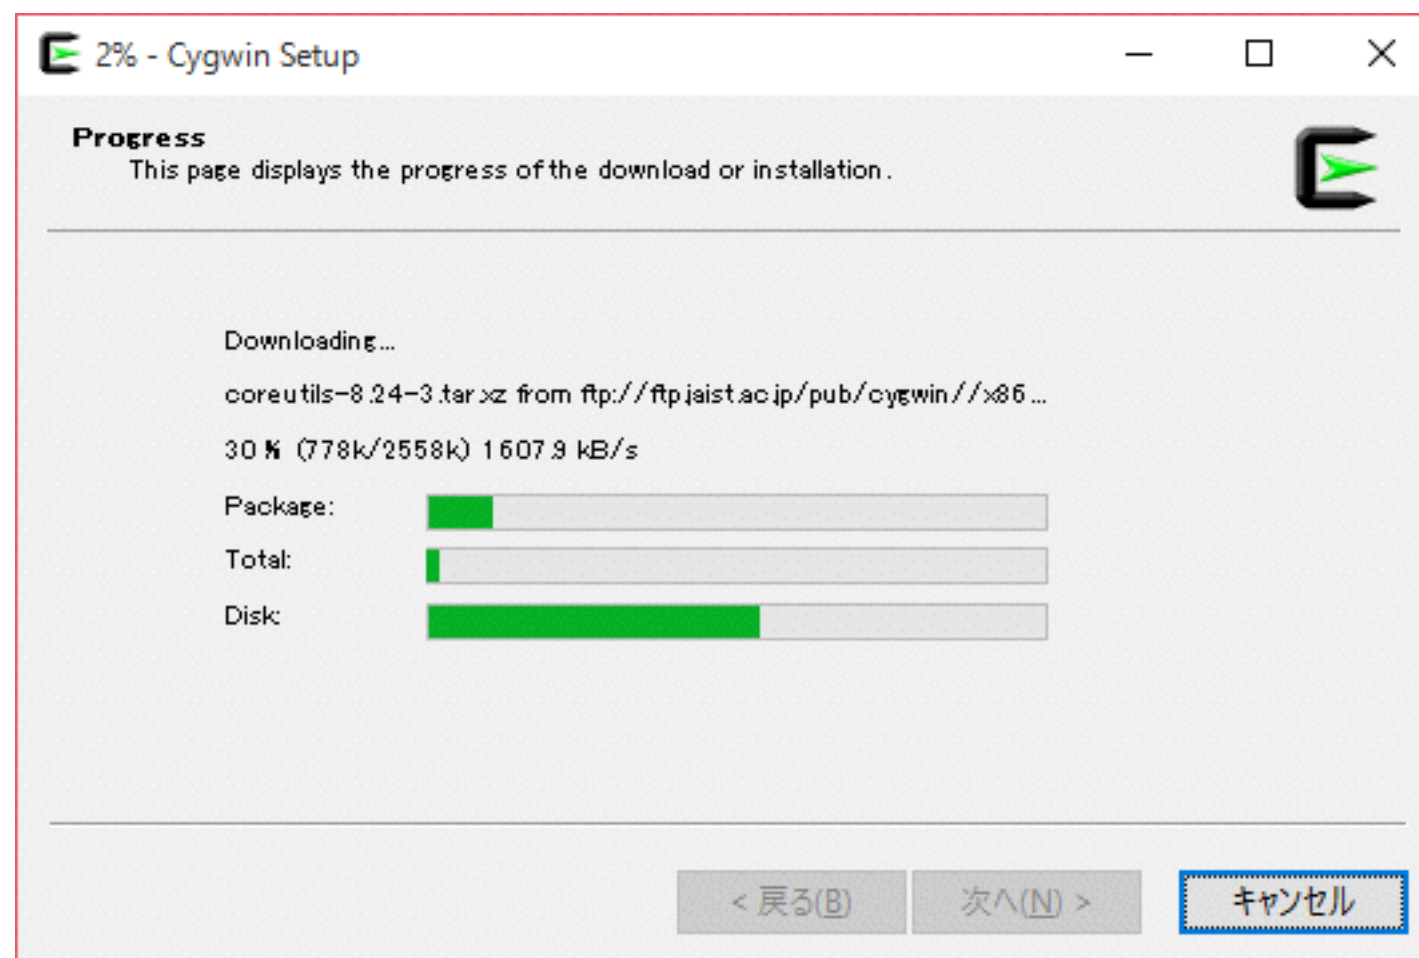 2% - Cygwin Setup
Progress
This page displays the progress of the download or installation.
Downloading...
coreutils-8.24-3.tar.xz from ftp://ftp.jaist.ac.jp/pub/cygwin//x86...
30 % (778k/2558k) 1607.9 kB/s
Package:
Total:
Disk:
< 戻る(B) 次へ(N) > キャンセル